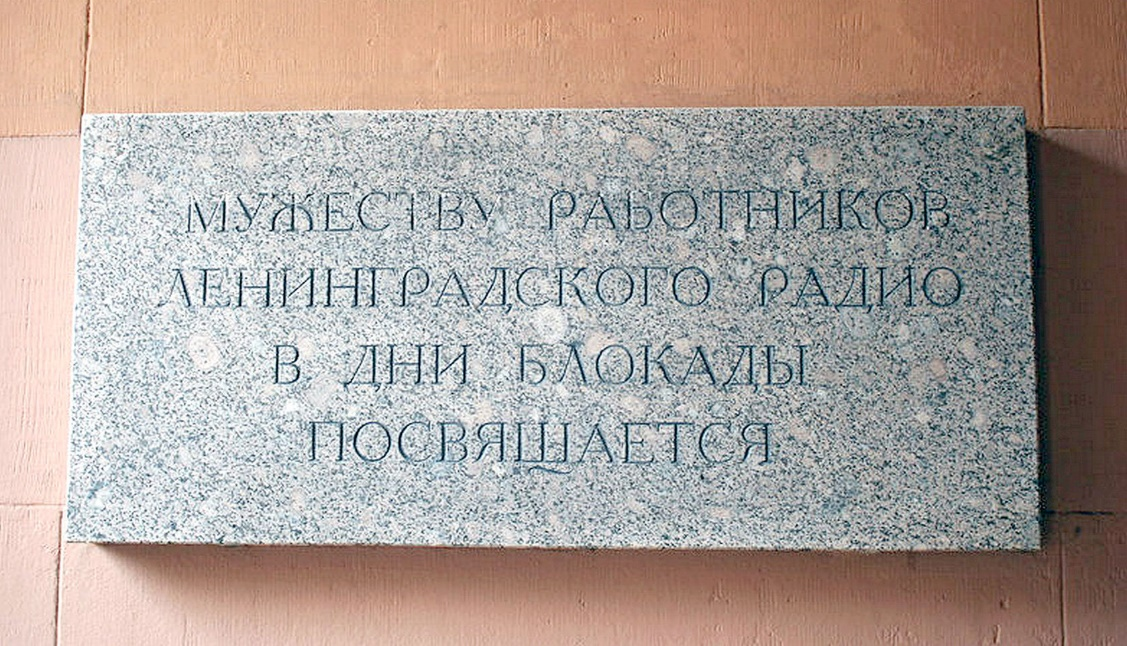 МУЖЕСТВУ РАБОТНИКОВ
ЛЕНИНГРАДСКОГО РАДИО
В ДНИ БЛОКАДЫ
ПОСВЯЩАЕТСЯ